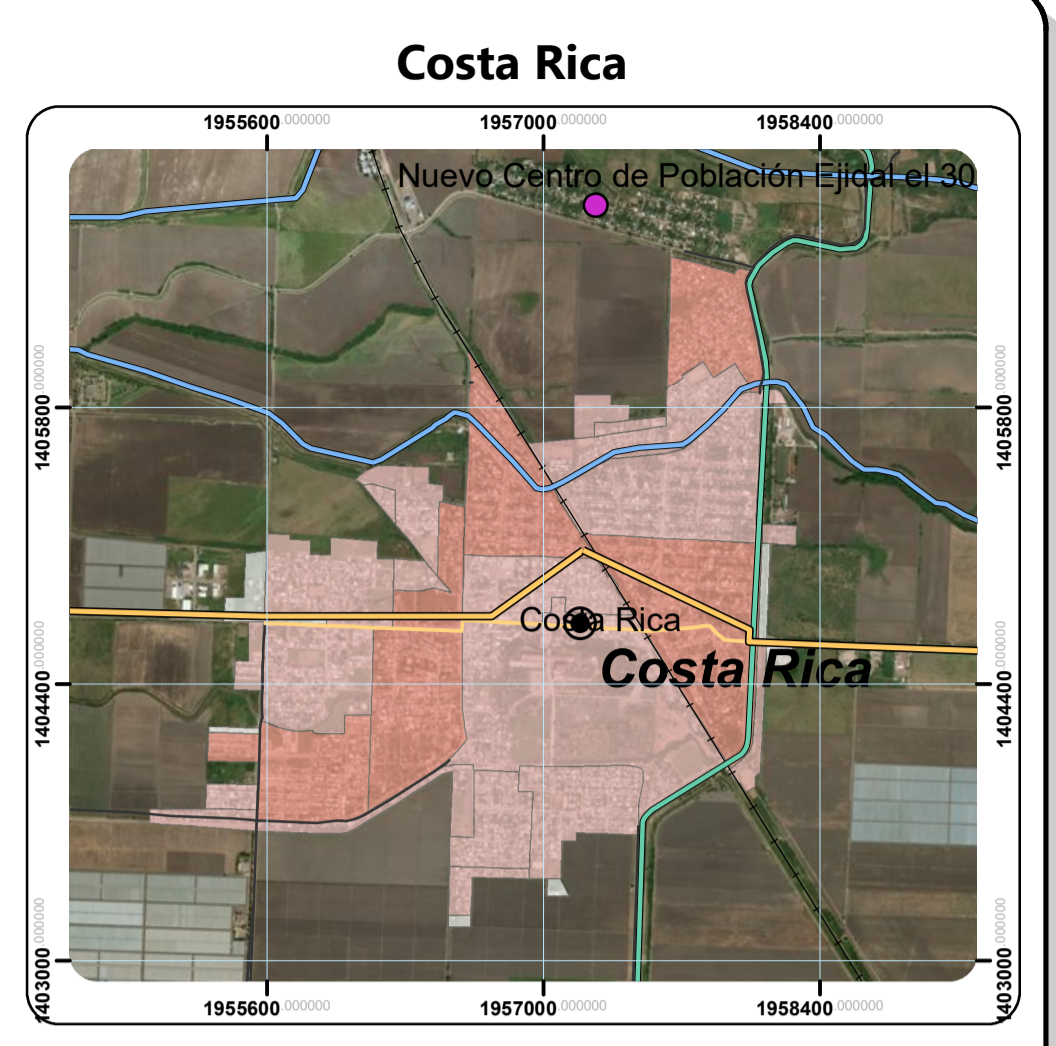 Costa Rica
1955600.000000 1957000.000000 1958400.000000
Nuevo Centro de Población Ejidal el 30
1405800.000000 1405800.000000
Costa Rica
Costa Rica
1404400.000000 1404400.000000
1403000.000000 1403000.000000
1955600.000000 1957000.000000 1958400.000000